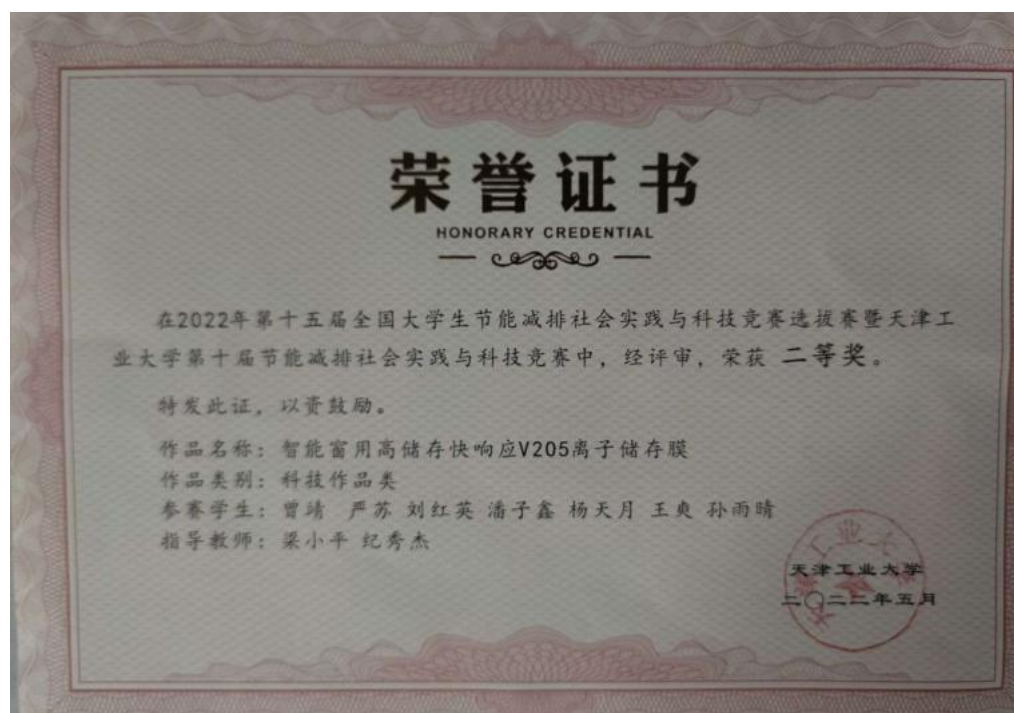 荣誉证书
HONORARY CREDENTIAL
在2022年第十五届全国大学生节能减排社会实践与科技竞赛选拔赛暨天津工
业大学第十届节能减排社会实践与科技竞赛中，经评审，荣获 二等奖。
特发此证，以资鼓励。
作品名称：智能窗用高储存快响应V2O5离子储存膜
作品类别：科技作品类
参赛学生：曾靖 严苏 刘红英 潘子鑫 杨天月 王爽 孙雨晴
指导教师：梁小平 纪秀杰
天津工业大学
二〇二二年五月